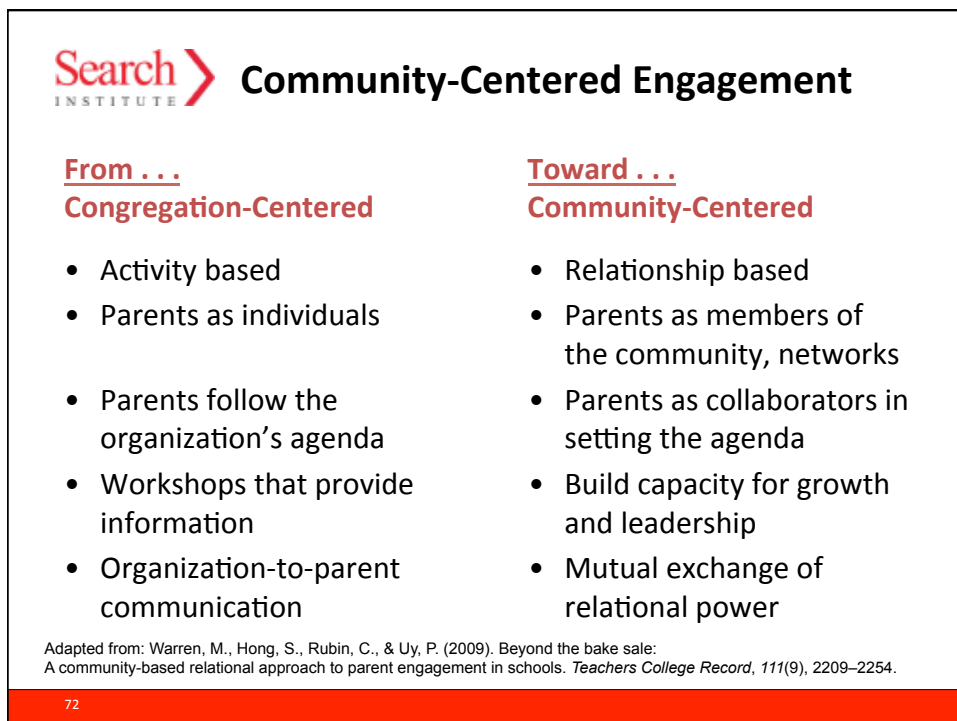 Search
INSTITUTE
Community-Centered Engagement
From . . .
Congregation-Centered
• Activity based
• Parents as individuals
• Parents follow the
organization’s agenda
• Workshops that provide
information
• Organization-to-parent
communication
Toward . . .
Community-Centered
• Relationship based
• Parents as members of
the community, networks
• Parents as collaborators in
setting the agenda
• Build capacity for growth
and leadership
• Mutual exchange of
relational power
Adapted from: Warren, M., Hong, S., Rubin, C., & Uy, P. (2009). Beyond the bake sale:
A community-based relational approach to parent engagement in schools. Teachers College Record, 111(9), 2209–2254.
72